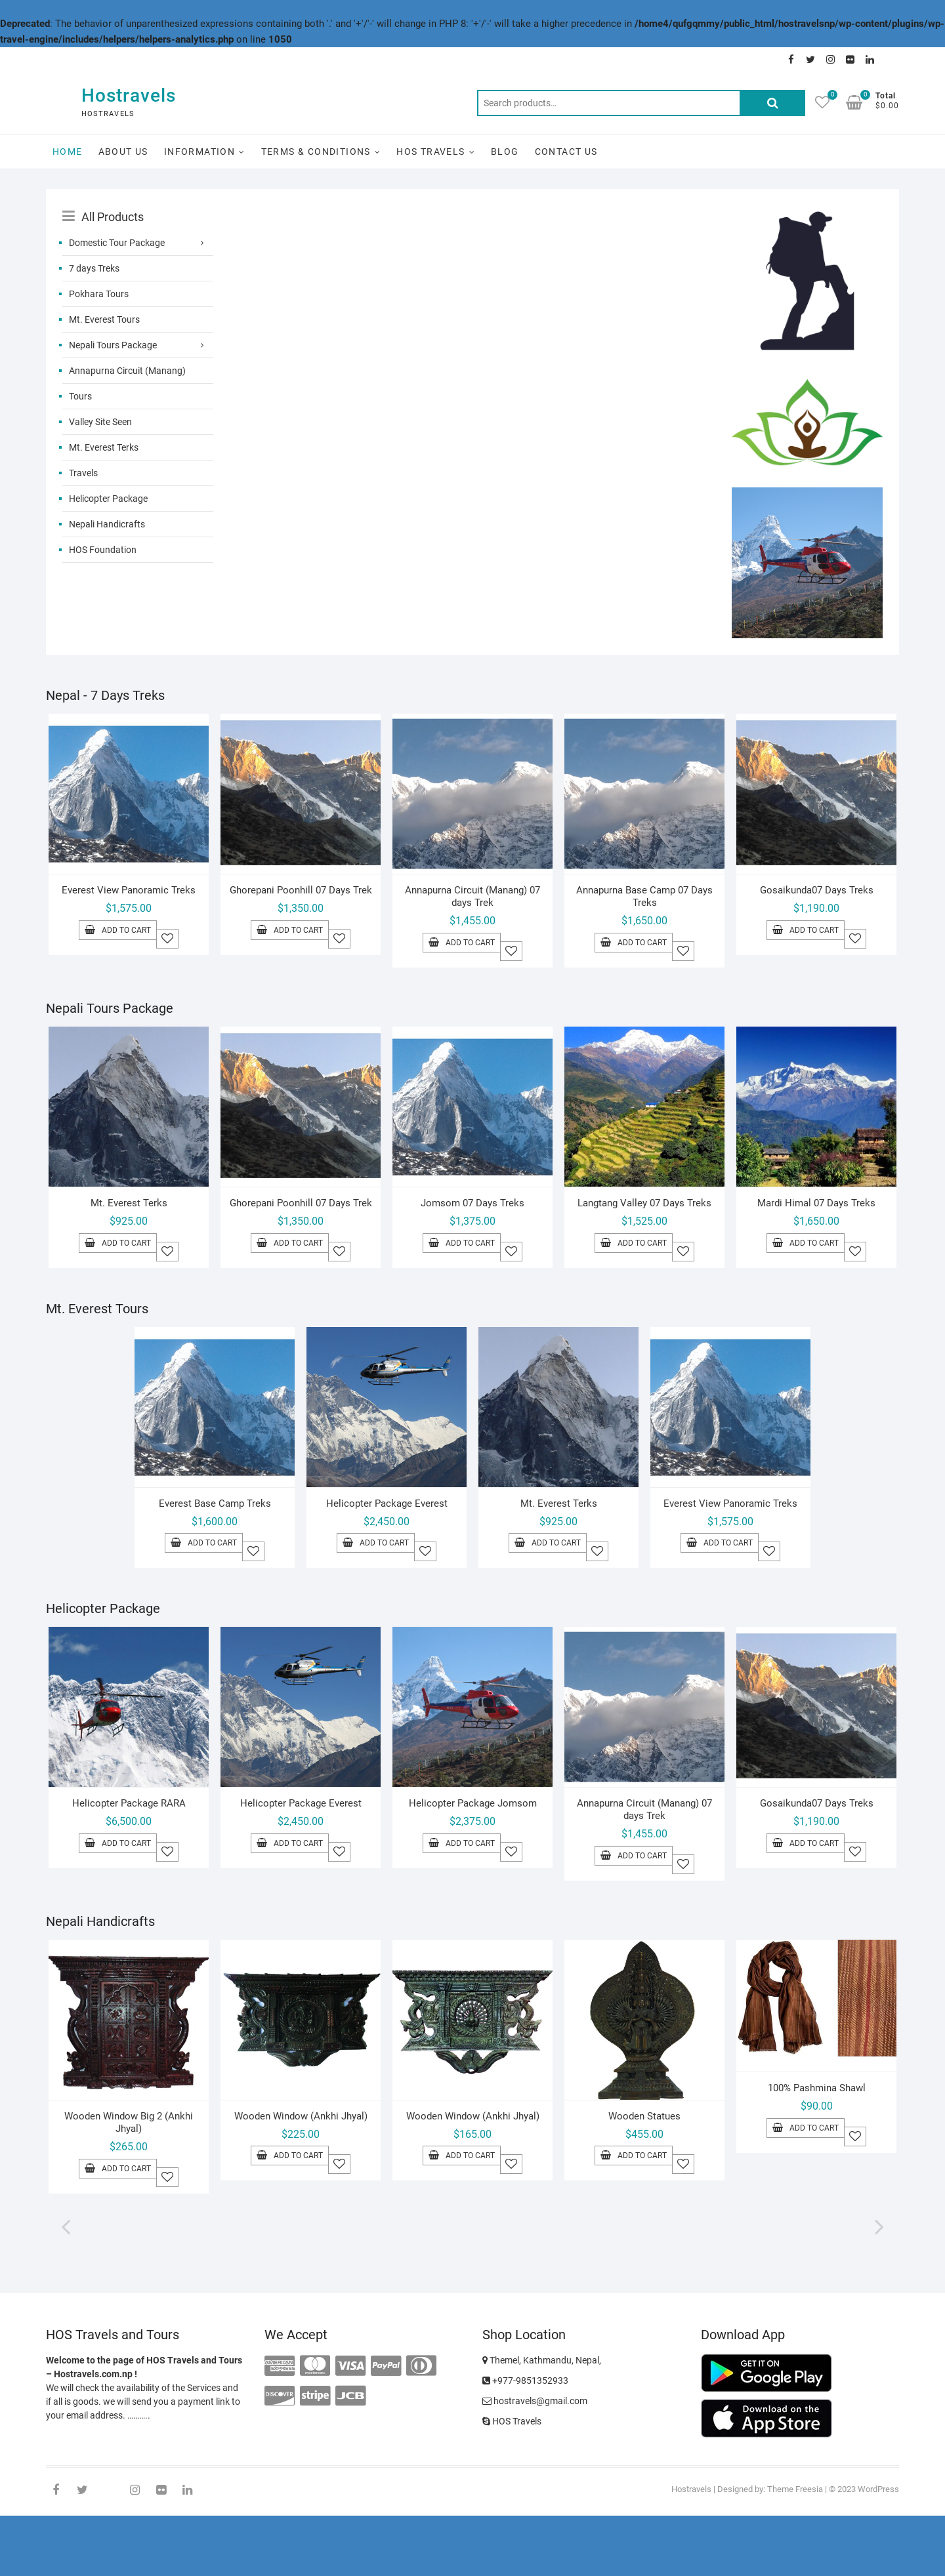 Deprecated: The behavior of unparenthesized expressions containing both '.' and '+'/'-' will change in PHP 8: '+'/'-' will take a higher precedence in /home4/qufgqmmy/public_html/hostravelsnp/wp-content/plugins/wp-
travel-engine/includes/helpers/helpers-analytics.php on line 1050
Hostravels
HOSTRAVELS
Search products...
0
0
Total
$0.00
HOME ABOUT US INFORMATION TERMS & CONDITIONS HOS TRAVELS BLOG CONTACT US
All Products
Domestic Tour Package
7 days Treks
Pokhara Tours
Mt. Everest Tours
Nepali Tours Package
Annapurna Circuit (Manang)
Tours
Valley Site Seen
Mt. Everest Terks
Travels
Helicopter Package
Nepali Handicrafts
HOS Foundation
Nepal - 7 Days Treks
Everest View Panoramic Treks
$1,575.00
ADD TO CART
Ghorepani Poonhill 07 Days Trek
$1,350.00
ADD TO CART
Annapurna Circuit (Manang) 07
days Trek
$1,455.00
ADD TO CART
Annapurna Base Camp 07 Days
Treks
$1,650.00
ADD TO CART
Gosaikunda07 Days Treks
$1,190.00
ADD TO CART
Nepali Tours Package
Mt. Everest Terks
$925.00
ADD TO CART
Ghorepani Poonhill 07 Days Trek
$1,350.00
ADD TO CART
Jomsom 07 Days Treks
$1,375.00
ADD TO CART
Langtang Valley 07 Days Treks
$1,525.00
ADD TO CART
Mardi Himal 07 Days Treks
$1,650.00
ADD TO CART
Mt. Everest Tours
Everest Base Camp Treks
$1,600.00
ADD TO CART
Helicopter Package Everest
$2,450.00
ADD TO CART
Mt. Everest Terks
$925.00
ADD TO CART
Everest View Panoramic Treks
$1,575.00
ADD TO CART
Helicopter Package
Helicopter Package RARA
$6,500.00
ADD TO CART
Helicopter Package Everest
$2,450.00
ADD TO CART
Helicopter Package Jomsom
$2,375.00
ADD TO CART
Annapurna Circuit (Manang) 07
days Trek
$1,455.00
ADD TO CART
Gosaikunda07 Days Treks
$1,190.00
ADD TO CART
Nepali Handicrafts
Wooden Window Big 2 (Ankhi
Jhyal)
$265.00
ADD TO CART
Wooden Window (Ankhi Jhyal)
$225.00
ADD TO CART
Wooden Window (Ankhi Jhyal)
$165.00
ADD TO CART
Wooden Statues
$455.00
ADD TO CART
100% Pashmina Shawl
$90.00
ADD TO CART
HOS Travels and Tours
Welcome to the page of HOS Travels and Tours
– Hostravels.com.np !
We will check the availability of the Services and
if all is goods. we will send you a payment link to
your email address. ………..
We Accept
AMERICAN EXPRESS
MasterCard
VISA
PayPal
DISCOVER
stripe
JCB
Shop Location
Themel, Kathmandu, Nepal,
+977-9851352933
hostravels@gmail.com
HOS Travels
Download App
GET IT ON
Google Play
Download on the
App Store
Hostravels | Designed by: Theme Freesia | © 2023 WordPress